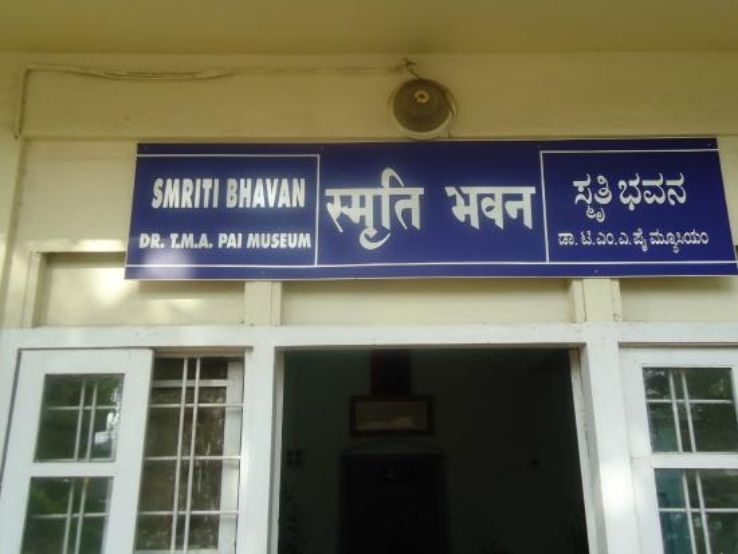 SMRITI BHAVAN
DR. T.M.A. PAI MUSEUM
स्मृति भवन
ಸ್ಮೃತಿ ಭವನ
ಡಾ. ಟಿ.ಎಂ.ಎ.ಪೈ ಮ್ಯೂಸಿಯಂ